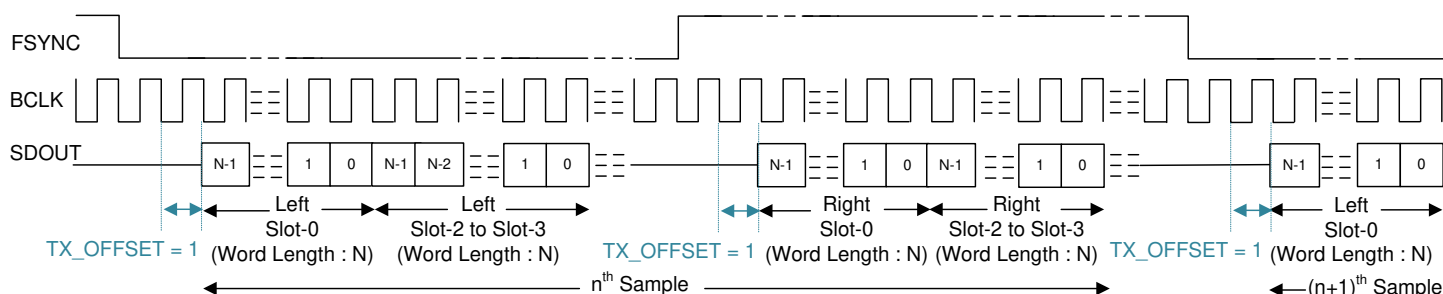 FSYNC
BCLK
SDOUT
N-1 1 0 N-1 N-2 1 0 N-1 1 0 N-1 1 0 N-1 1 0
Left Left Right Right Left
Slot-0 Slot-2 to Slot-3 Slot-0 Slot-2 to Slot-3 Slot-0
TX_OFFSET = 1 (Word Length : N) (Word Length : N) TX_OFFSET = 1 (Word Length : N) (Word Length : N) TX_OFFSET = 1 (Word Length : N)
nth Sample (n+1)th Sample